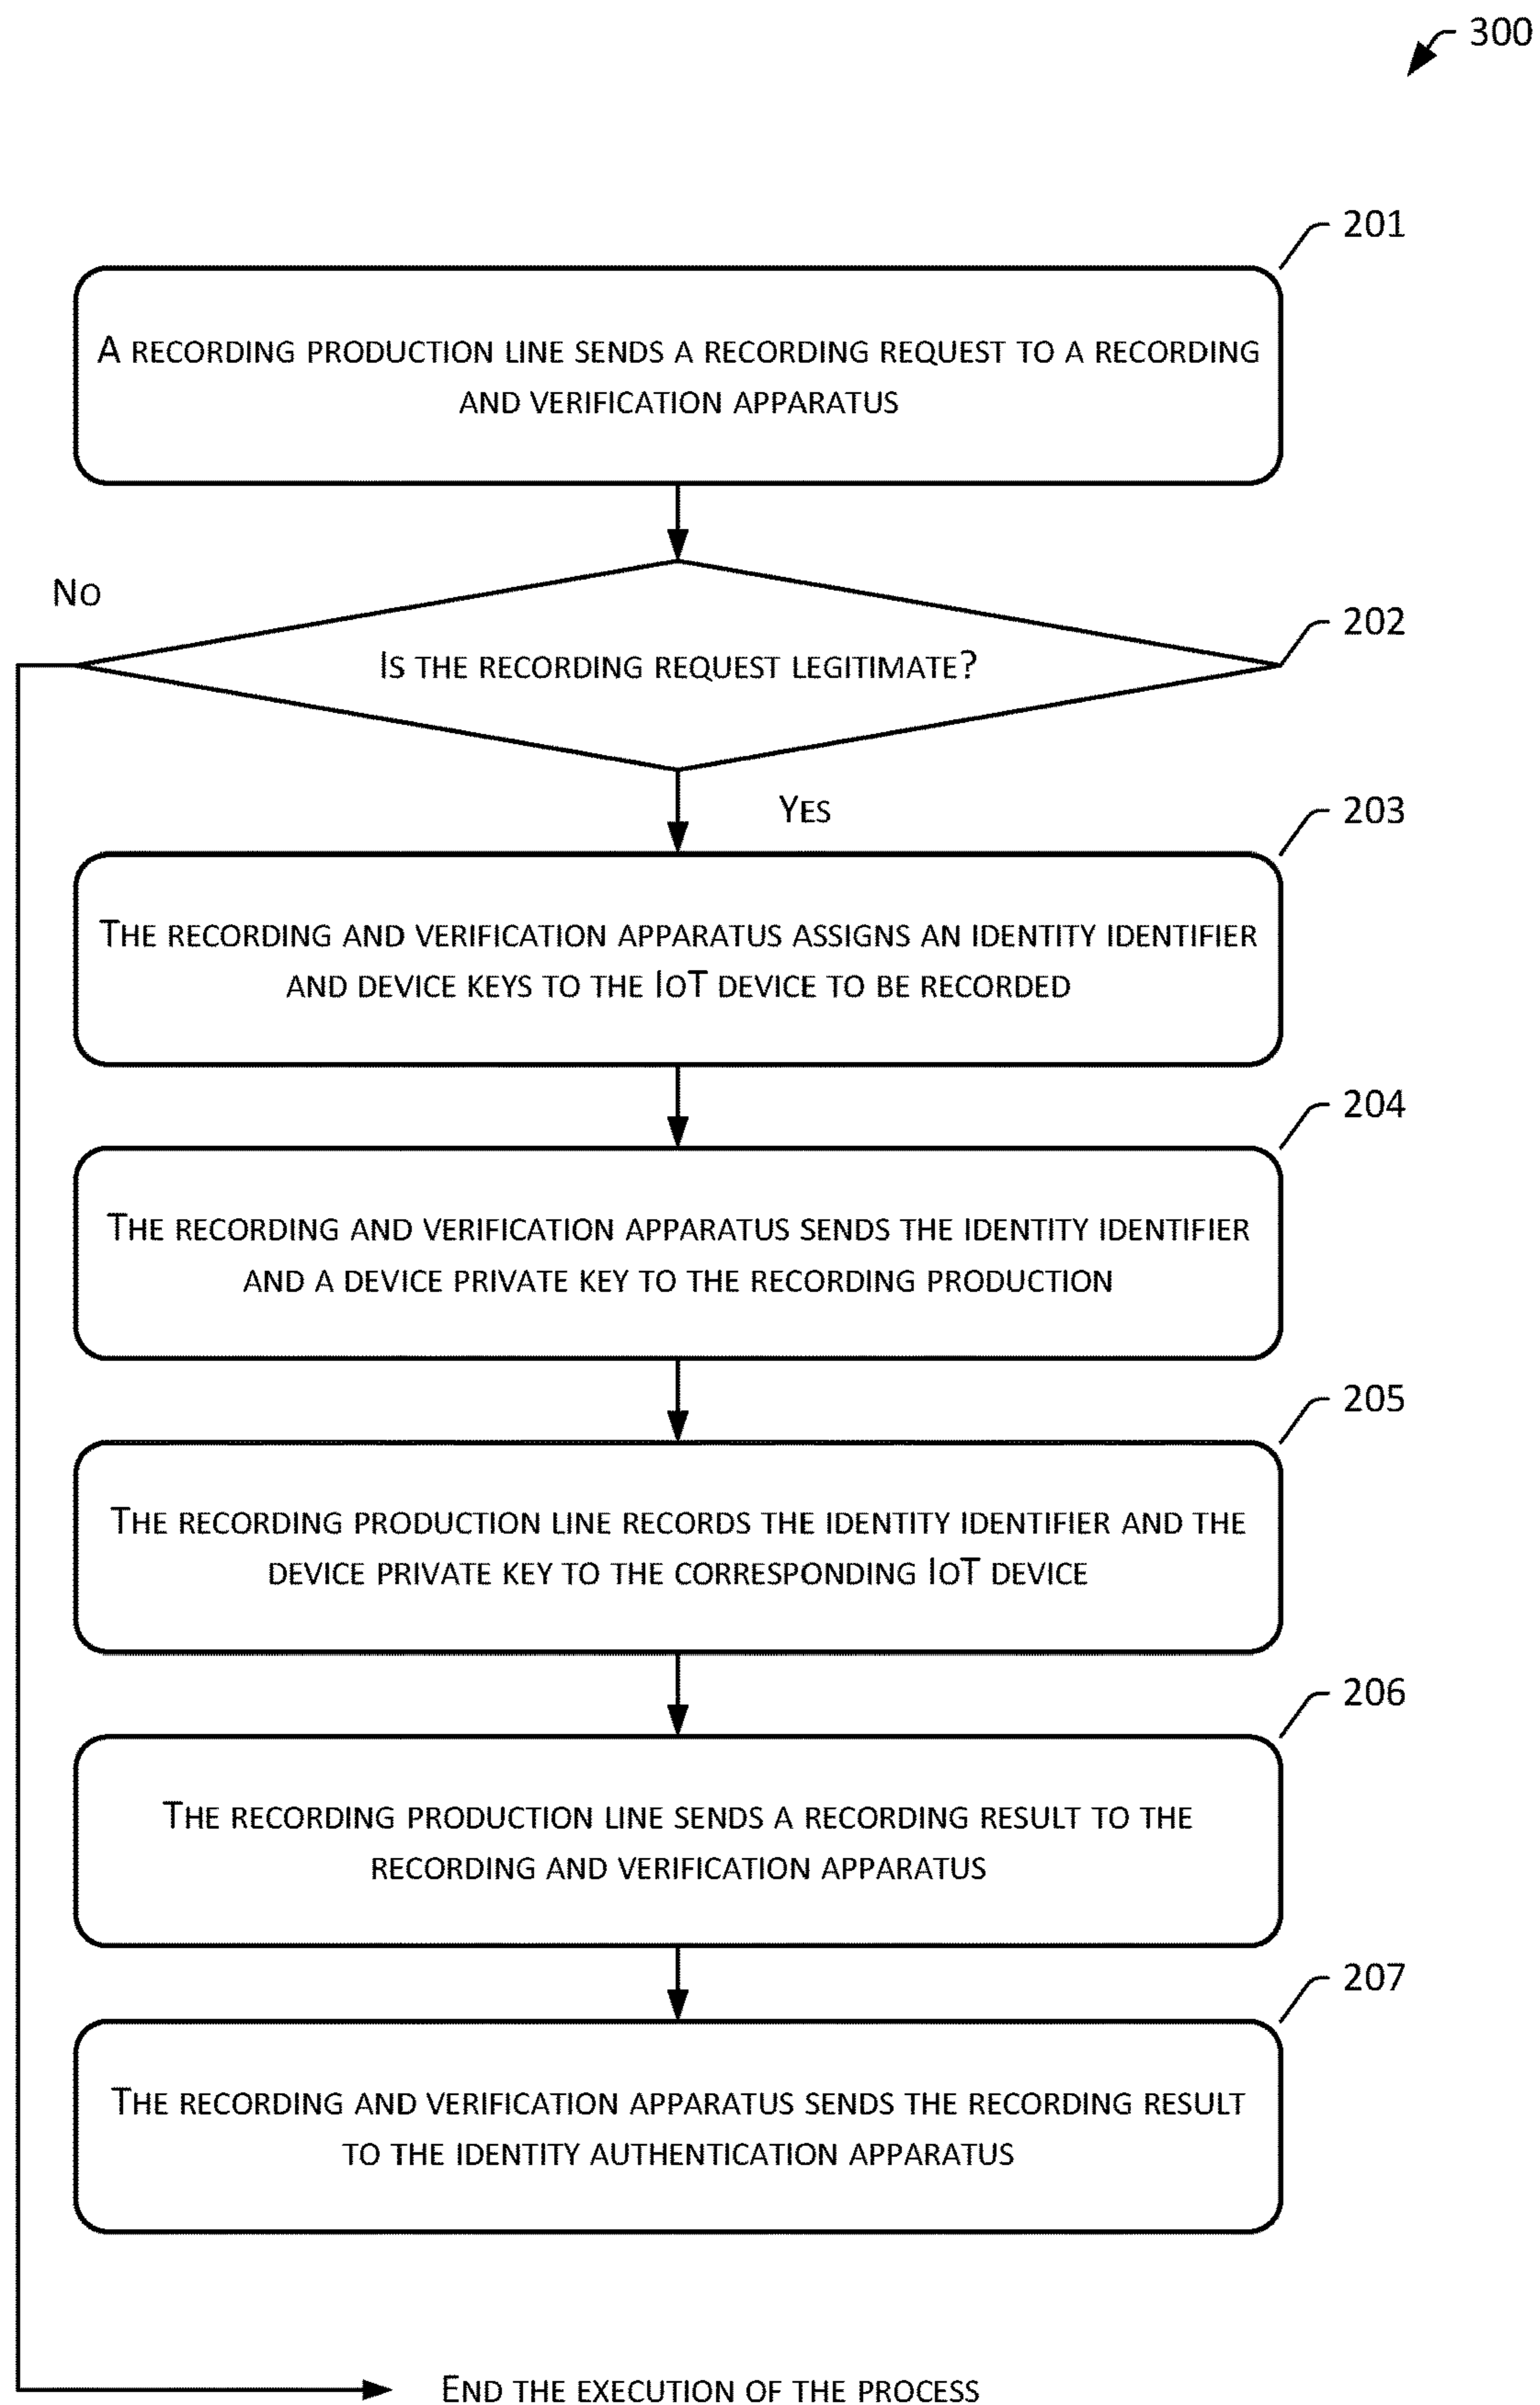 300
201
A RECORDING PRODUCTION LINE SENDS A RECORDING REQUEST TO A RECORDING
AND VERIFICATION APPARATUS
NO
202
IS THE RECORDING REQUEST LEGITIMATE?
YES
203
THE RECORDING AND VERIFICATION APPARATUS ASSIGNS AN IDENTITY IDENTIFIER
AND DEVICE KEYS TO THE IOT DEVICE TO BE RECORDED
204
THE RECORDING AND VERIFICATION APPARATUS SENDS THE IDENTITY IDENTIFIER
AND A DEVICE PRIVATE KEY TO THE RECORDING PRODUCTION
205
THE RECORDING PRODUCTION LINE RECORDS THE IDENTITY IDENTIFIER AND THE
DEVICE PRIVATE KEY TO THE CORRESPONDING IOT DEVICE
206
THE RECORDING PRODUCTION LINE SENDS A RECORDING RESULT TO THE
RECORDING AND VERIFICATION APPARATUS
207
THE RECORDING AND VERIFICATION APPARATUS SENDS THE RECORDING RESULT
TO THE IDENTITY AUTHENTICATION APPARATUS
END THE EXECUTION OF THE PROCESS